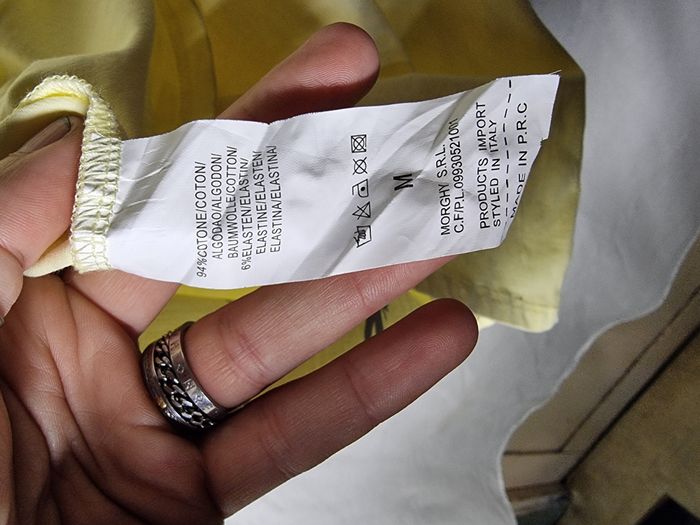 94%COTONE/COTON/
ALGODAO/ALGODON/
BAUMWOLLE/COTTON/
6%ELASTEN/ELASTIN/
ELASTINE/ELASTEN/
ELASTINA/ELASTINA/
M
MORGHY S.R.L.
C.F/P.I.09990521001
PRODUCTS IMPORT
STYLED IN ITALY
MADE IN P.R.C